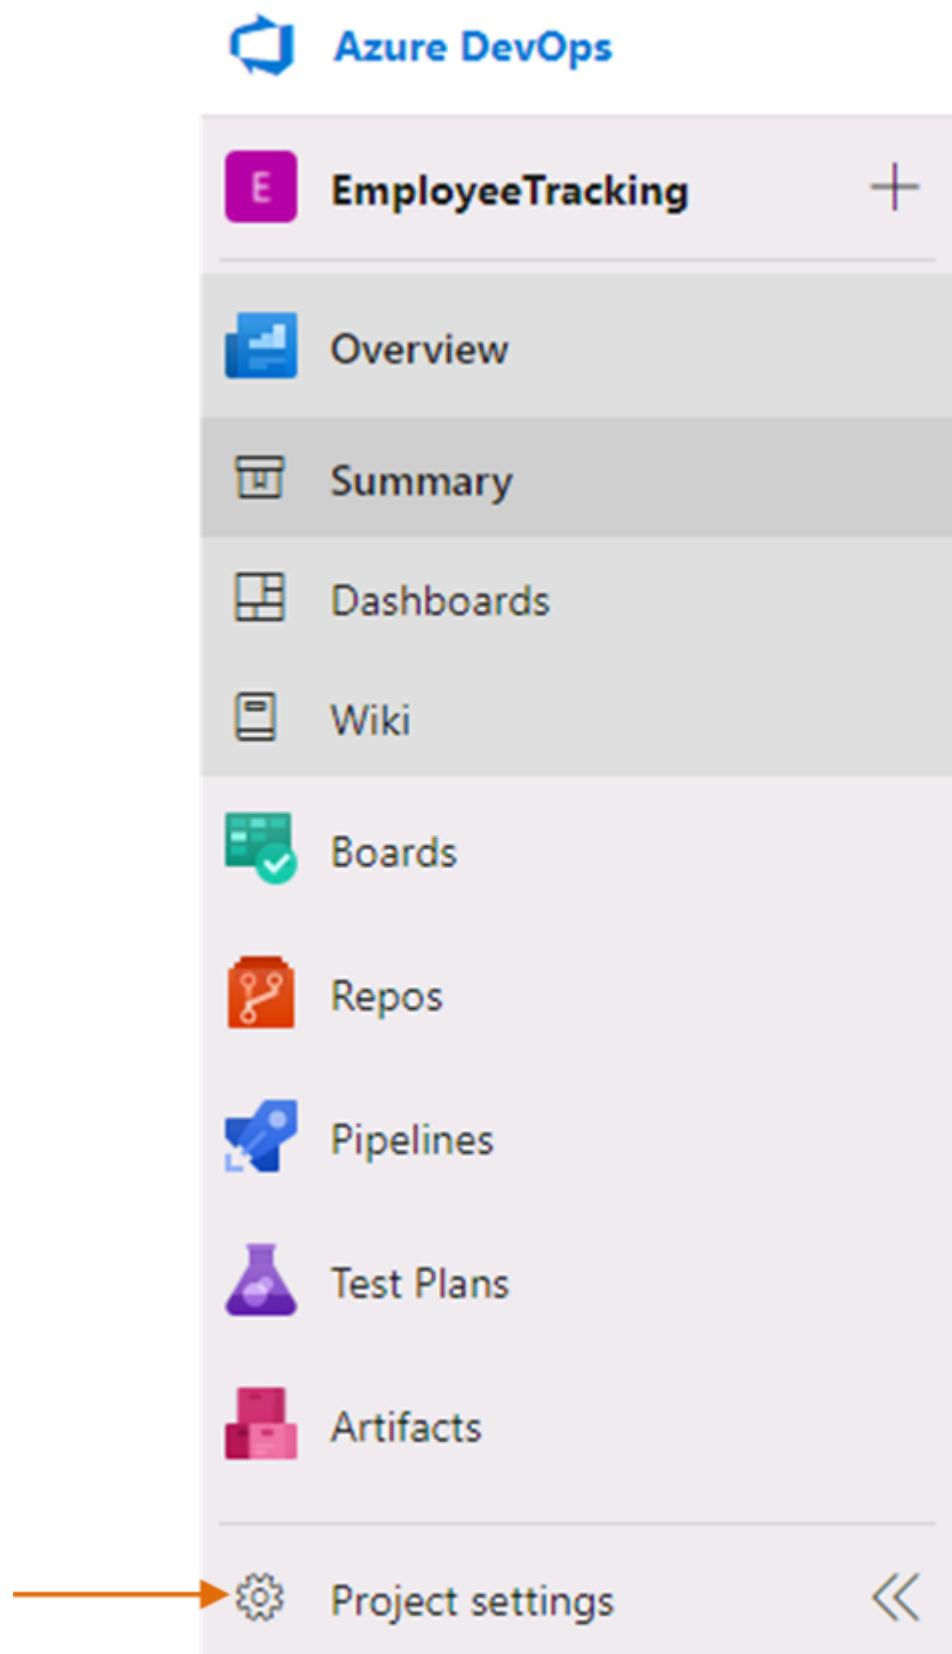 Azure DevOps
E EmployeeTracking
Overview
Summary
Dashboards
Wiki
Boards
Repos
Pipelines
Test Plans
Artifacts
Project settings